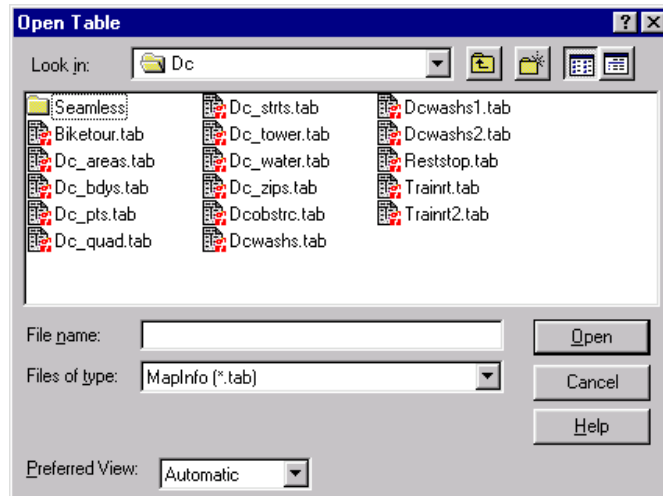 Open Table
Look in: Dc
Seamless Dc_strts.tab Dcwashs1.tab
Biketour.tab Dc_tower.tab Dcwashs2.tab
Dc_areas.tab Dc_water.tab Reststop.tab
Dc_bdys.tab Dc_zips.tab Trainrt.tab
Dc_pts.tab Dcobstrc.tab Trainrt2.tab
Dc_quad.tab Dcwashs.tab
File name: Open
Files of type: MapInfo (*.tab) Cancel
Help
Preferred View: Automatic